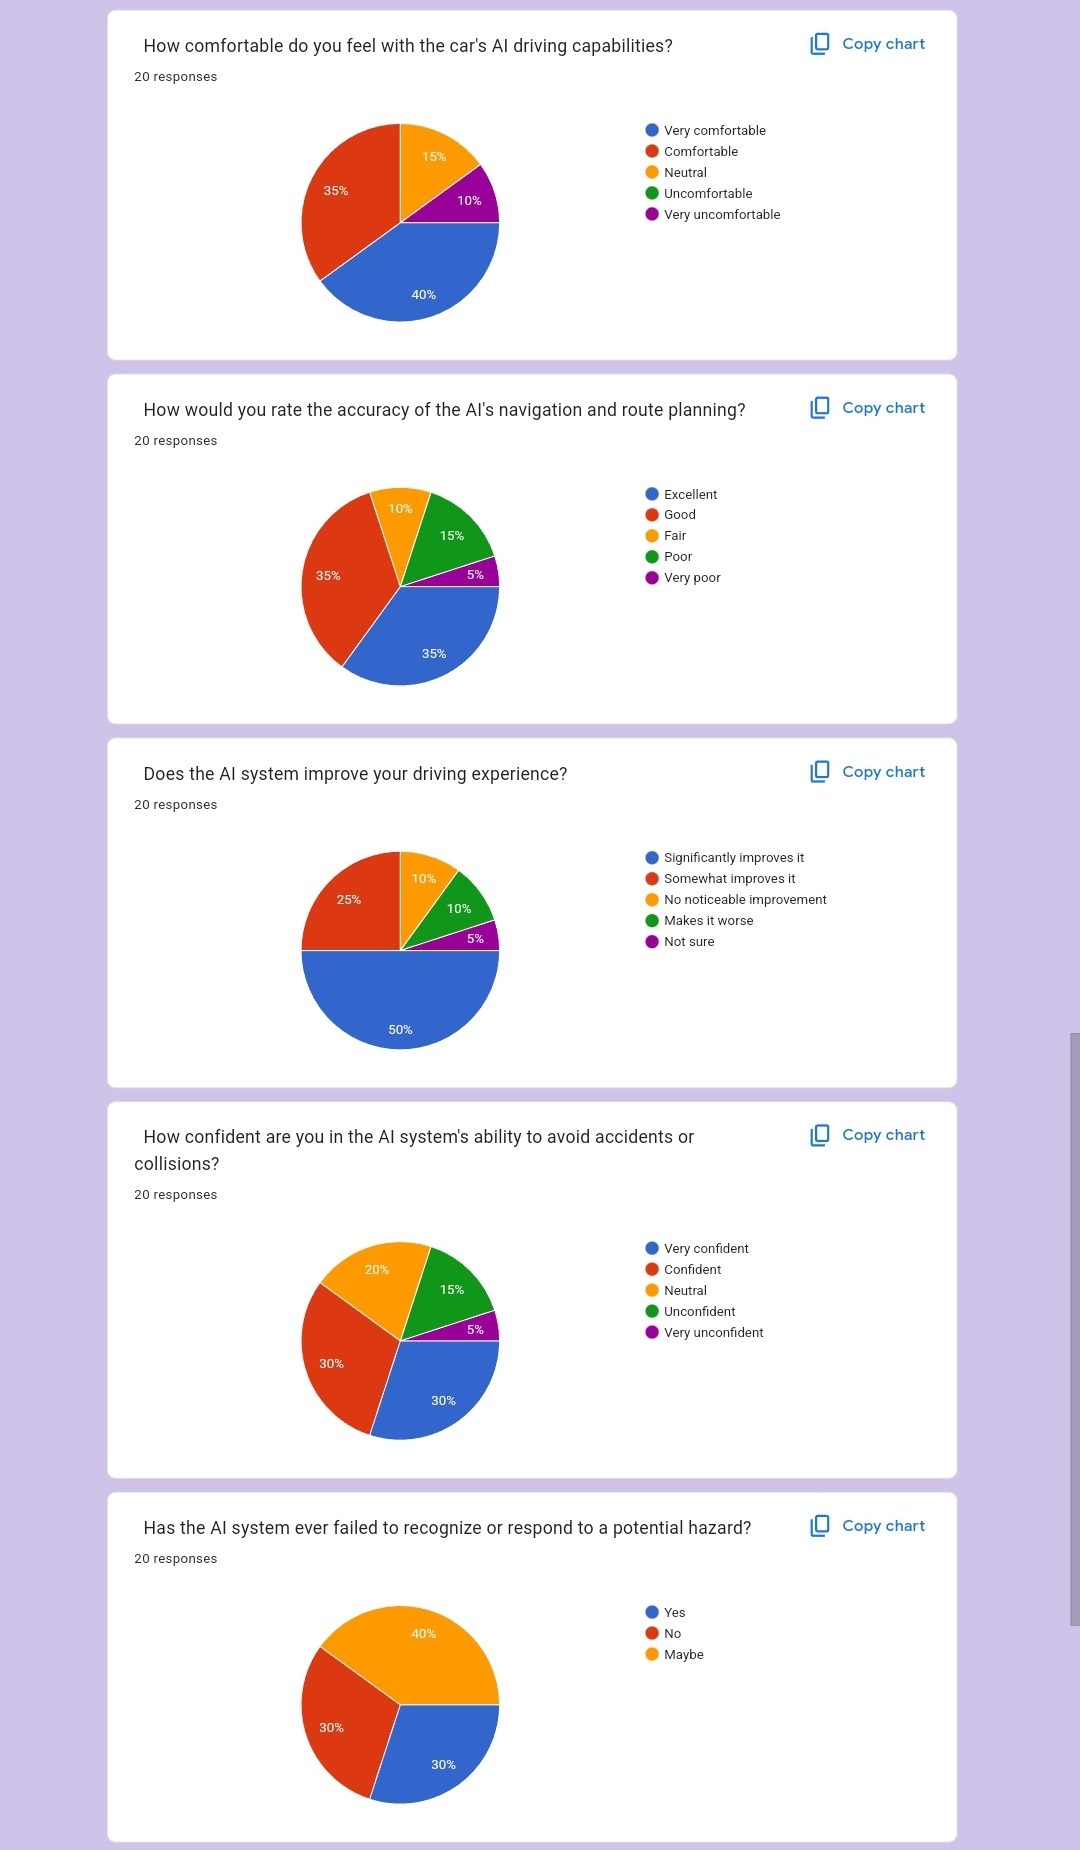 How comfortable do you feel with the car's AI driving capabilities?
Copy chart
20 responses
15%
35%
10%
40%
Very comfortable
Comfortable
Neutral
Uncomfortable
Very uncomfortable
How would you rate the accuracy of the AI's navigation and route planning?
Copy chart
20 responses
10%
15%
35%
5%
35%
Excellent
Good
Fair
Poor
Very poor
Does the AI system improve your driving experience?
Copy chart
20 responses
10%
25%
10%
5%
50%
Significantly improves it
Somewhat improves it
No noticeable improvement
Makes it worse
Not sure
How confident are you in the AI system's ability to avoid accidents or
collisions?
Copy chart
20 responses
20%
15%
5%
30%
30%
Very confident
Confident
Neutral
Unconfident
Very unconfident
Has the AI system ever failed to recognize or respond to a potential hazard?
Copy chart
20 responses
40%
30%
30%
Yes
No
Maybe